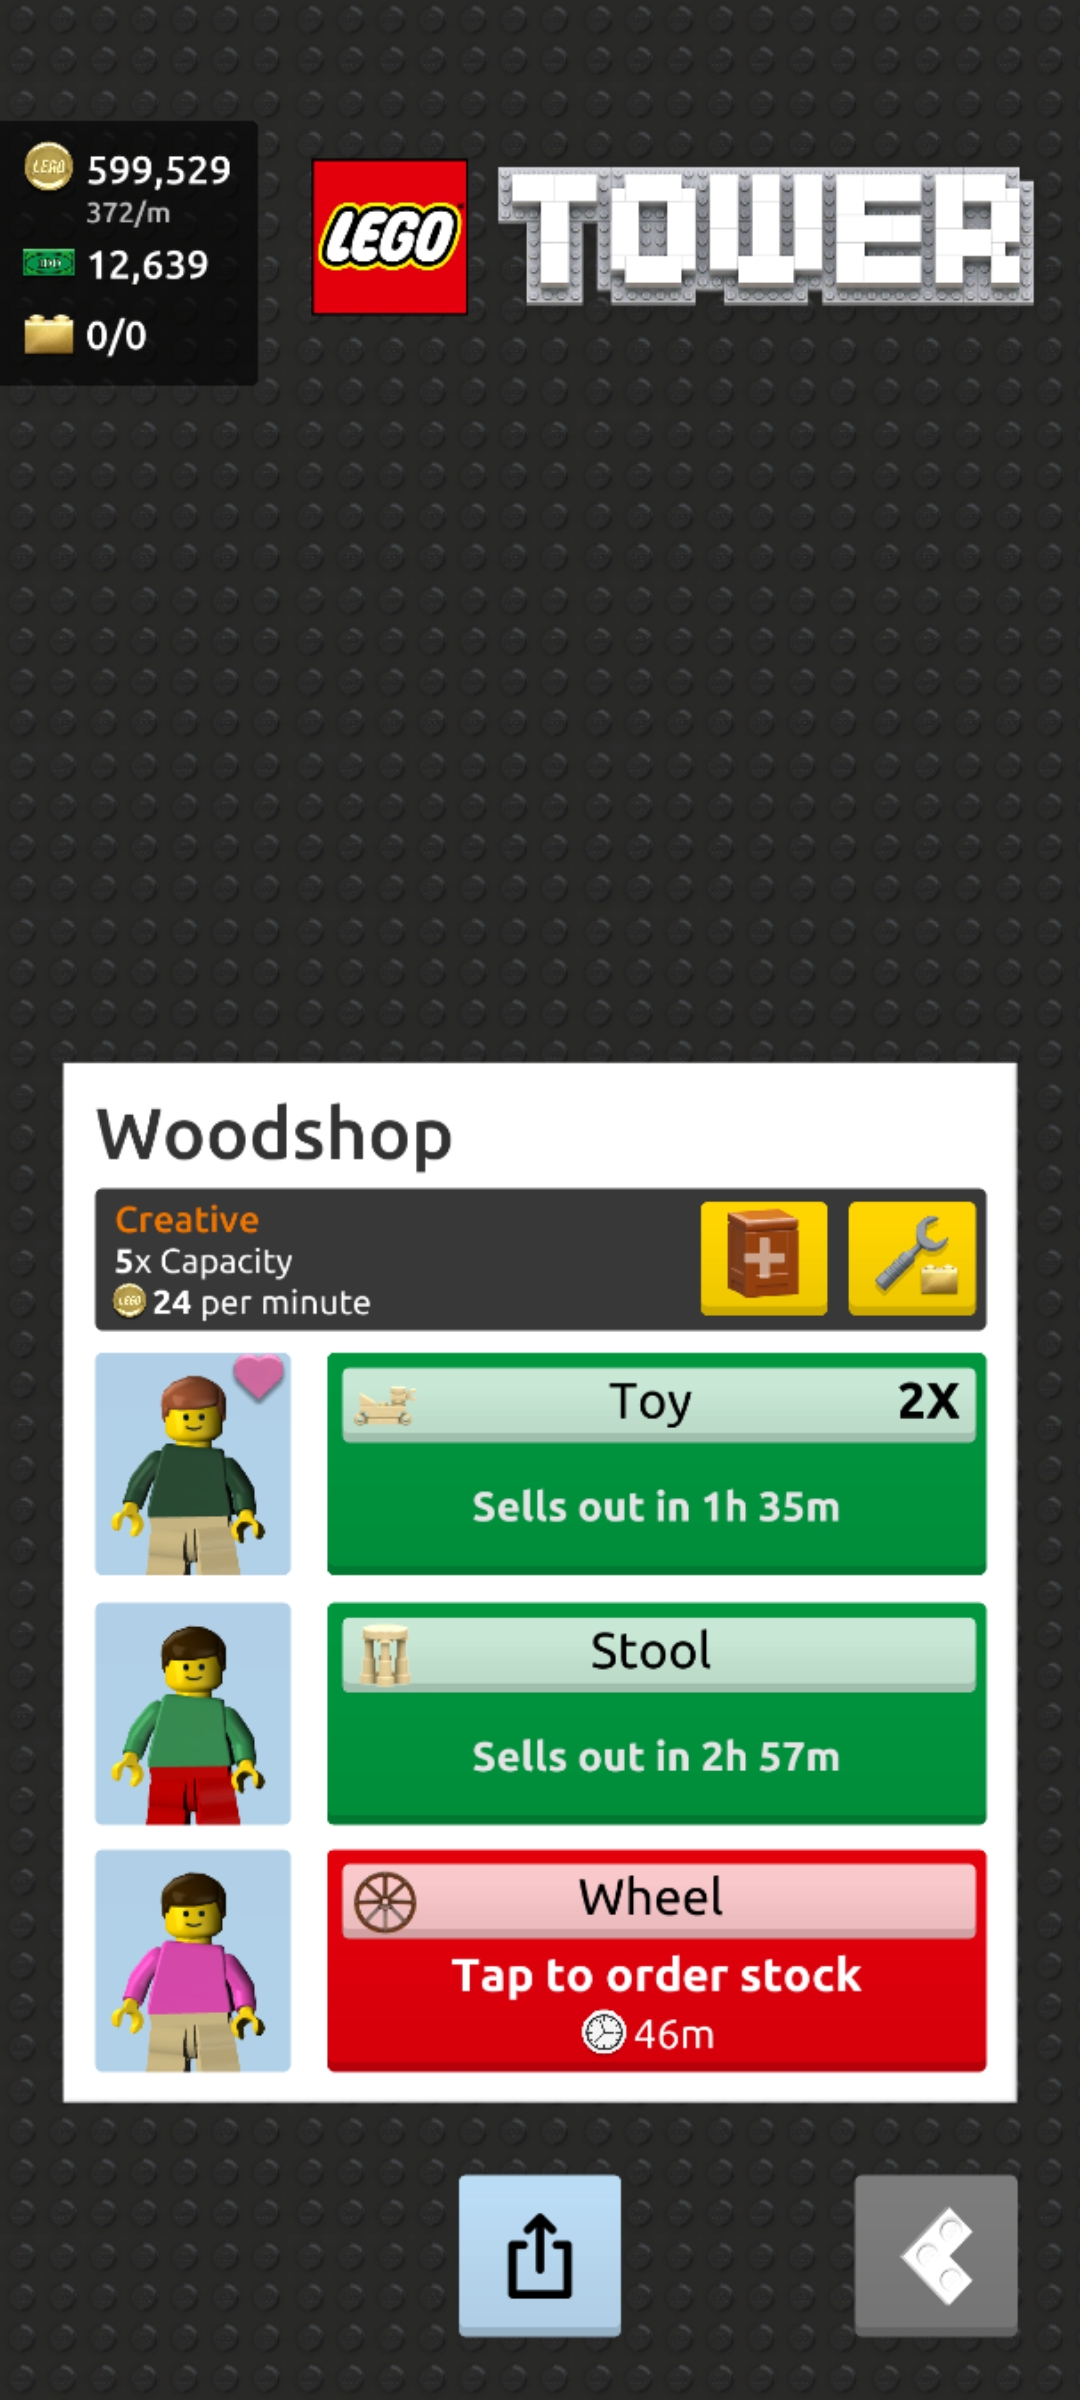 599,529
372/m
12,639
0/0
LEGO
TOWER
Woodshop
Creative
5x Capacity
24 per minute
Toy 2X
Sells out in 1h 35m
Stool
Sells out in 2h 57m
Wheel
Tap to order stock
46m